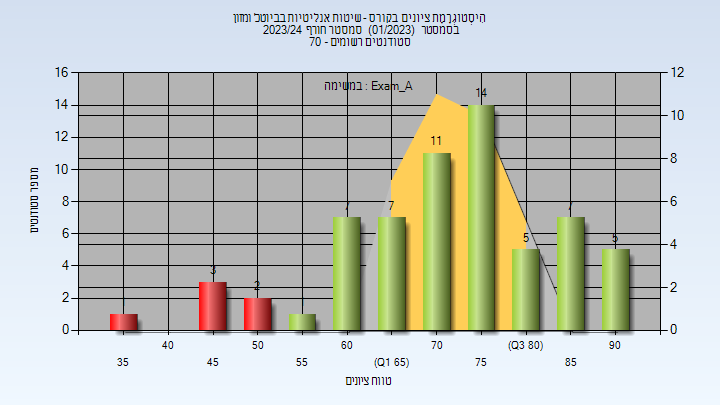 היסטוגרמת ציונים בקורס - שיטות אנליטיות בביוטכ' ומזון
בסמסטר (01/2023) סמסטר חורף 2023/24
סטודנטים רשומים - 70
במשימה : Exam_A
16 14 12 10 8 6 4 2 0
12 10 8 6 4 2 0
מספר סטודנטים
3 2 7 7 11 14 5 7 5
40 50 60 70 (Q3 80) 90
35 45 55 (Q1 65) 75 85
טווח ציונים